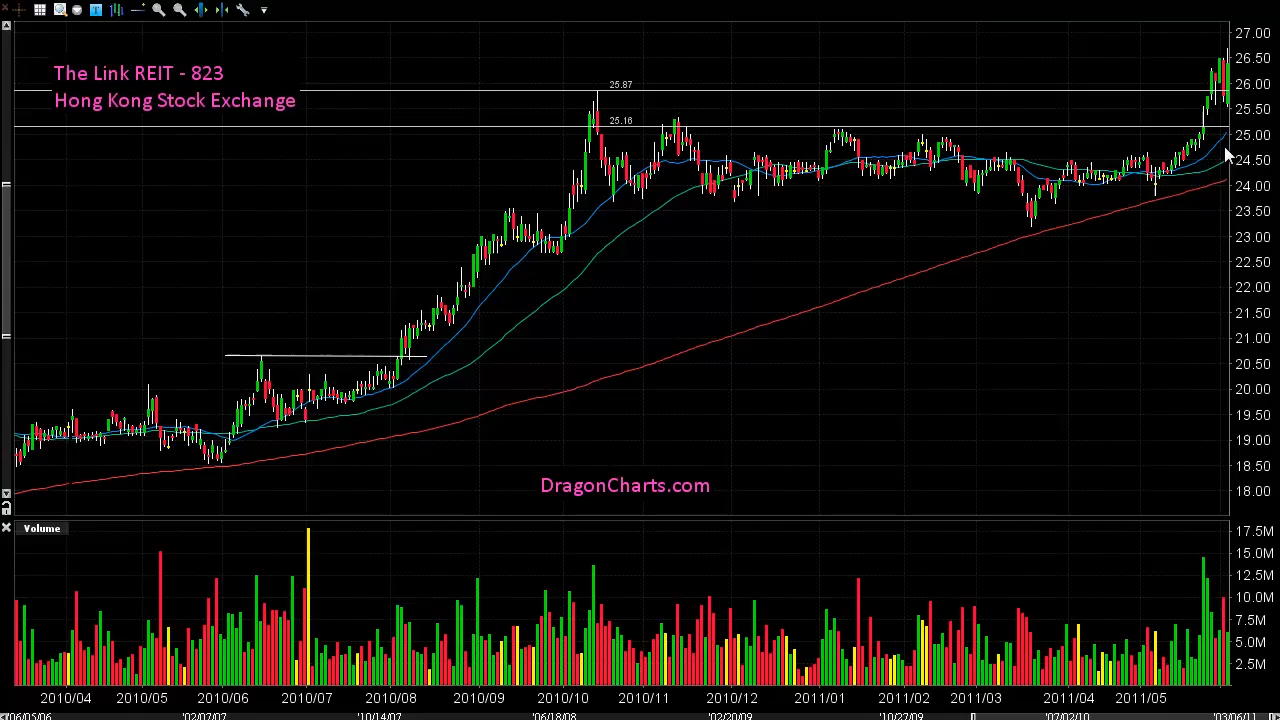 T
The Link REIT - 823
Hong Kong Stock Exchange
25.87
25.16
27.00
26.50
26.00
25.50
25.00
24.50
24.00
23.50
23.00
22.50
22.00
21.50
21.00
20.50
20.00
19.50
19.00
18.50
18.00
DragonCharts.com
Volume
17.5M
15.0M
12.5M
10.0M
7.5M
5.0M
2.5M
2010/04 2010/05 2010/06 2010/07 2010/08 2010/09 2010/10 2010/11 2010/12 2011/01 2011/02 2011/03 2011/04 2011/05